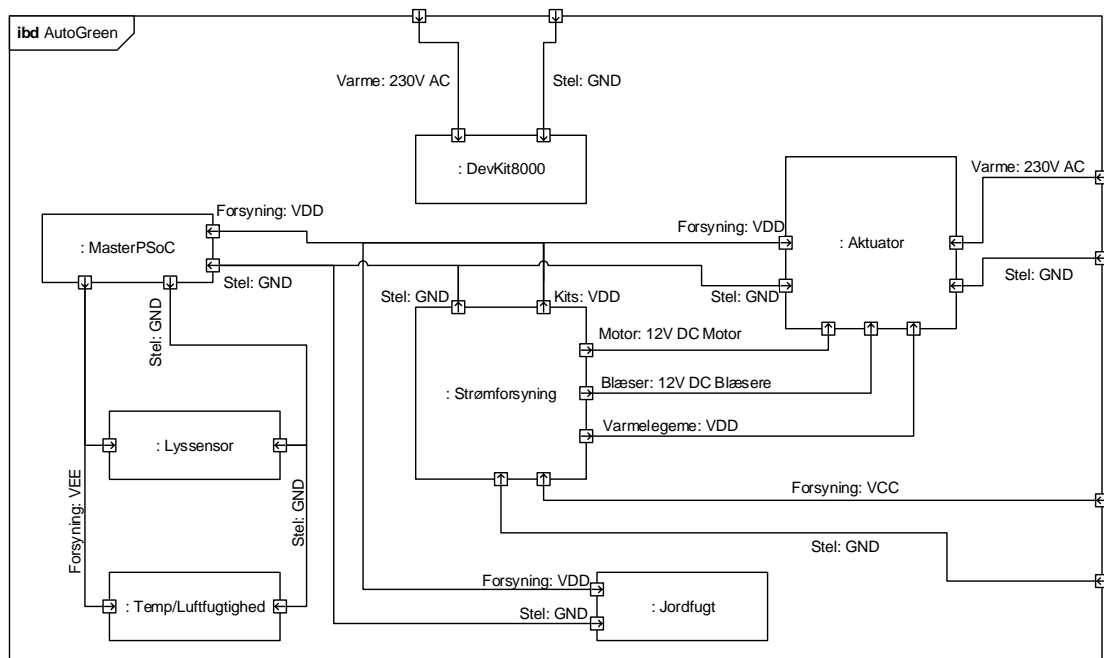 ibd AutoGreen
Varme: 230V AC
Stel: GND
: DevKit8000
Varme: 230V AC
Forsyning: VDD
Forsyning: VDD
: MasterPSoC
: Aktuator
Stel: GND
Stel: GND
Stel: GND
Stel: GND
Kits: VDD
Stel: GND
Motor: 12V DC Motor
: Strømforsyning
Blæser: 12V DC Blæsere
Varmelegeme: VDD
: Lyssensor
Forsyning: VEE
Stel: GND
Forsyning: VCC
Stel: GND
Forsyning: VDD
: Temp/Luftfugtighed
: Jordfugt
Stel: GND